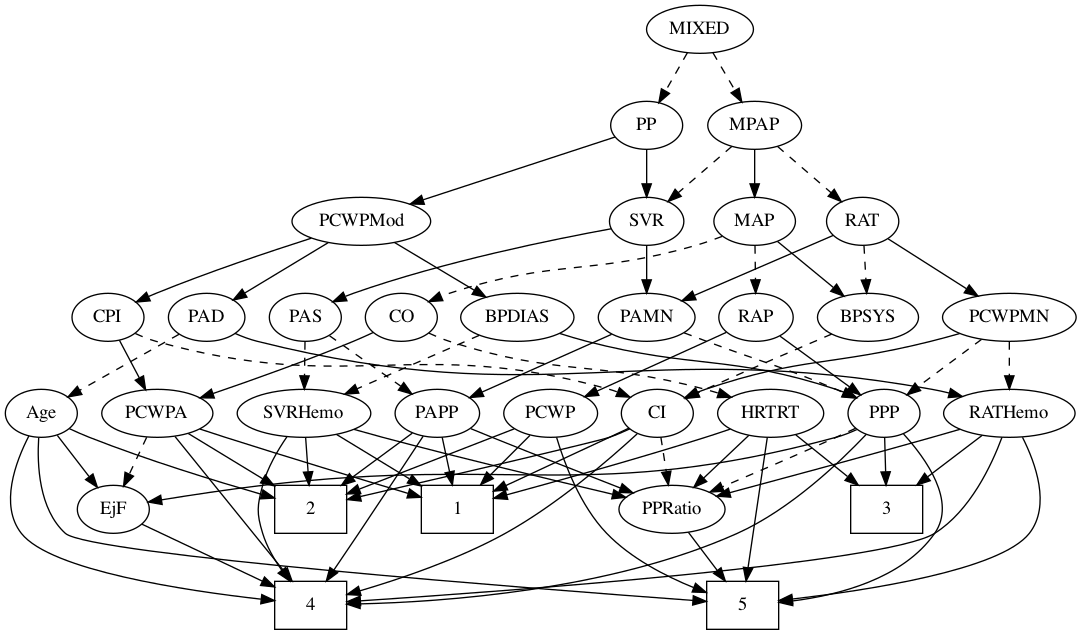 MIXED
PP MPAP
PCWPMod SVR MAP RAT
CPI PAD PAS CO BPDIAS PAMN RAP BPSYS PCWPMN
Age PCWPA SVRHemo PAPP PCWP CI HRTRT PPP RATHemo
EjF 2 1 PPRatio 3
4 5